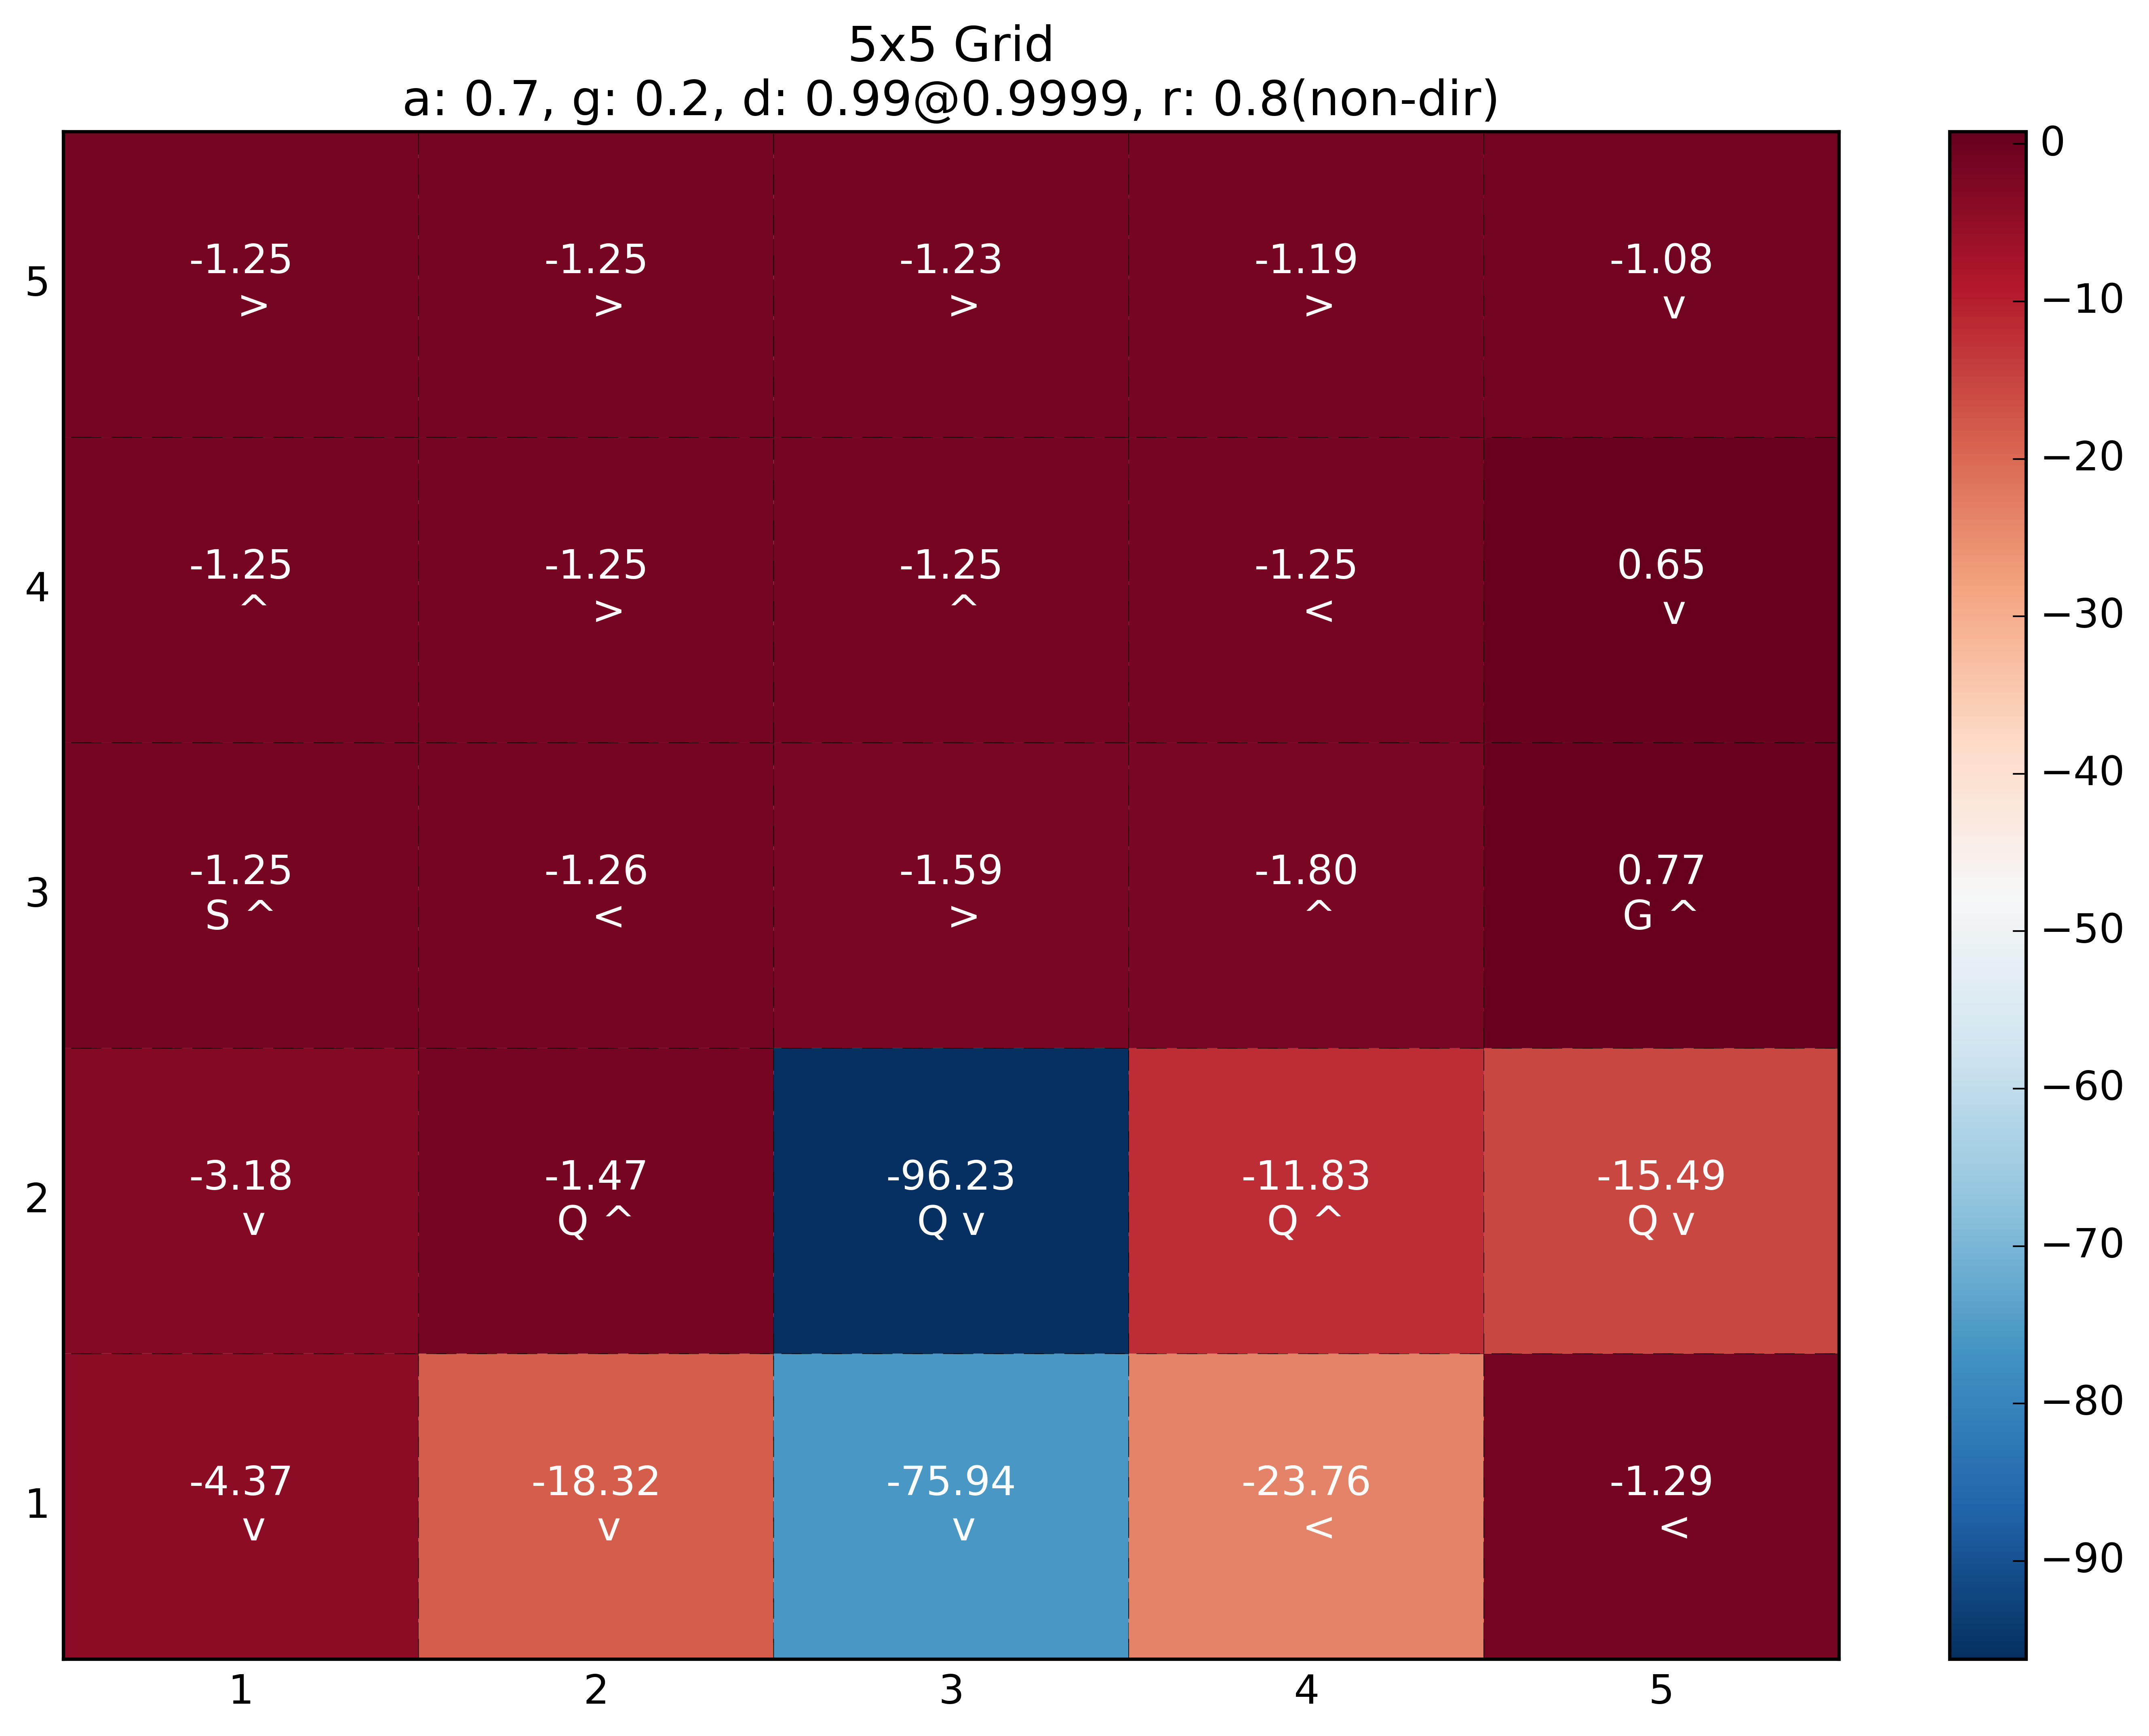 5x5 Grid
a: 0.7, g: 0.2, d: 0.99@0.9999, r: 0.8(non-dir)
5
-1.25 -1.25 -1.23 -1.19 -1.08
> > > > v
4
-1.25 -1.25 -1.25 -1.25 0.65
^ > ^ < v
3
-1.25 -1.26 -1.59 -1.80 0.77
S ^ < > ^ G ^
2
-3.18 -1.47 -96.23 -11.83 -15.49
v Q ^ Q v Q ^ Q v
1
-4.37 -18.32 -75.94 -23.76 -1.29
v v v < <
1 2 3 4 5
0
−10
−20
−30
−40
−50
−60
−70
−80
−90